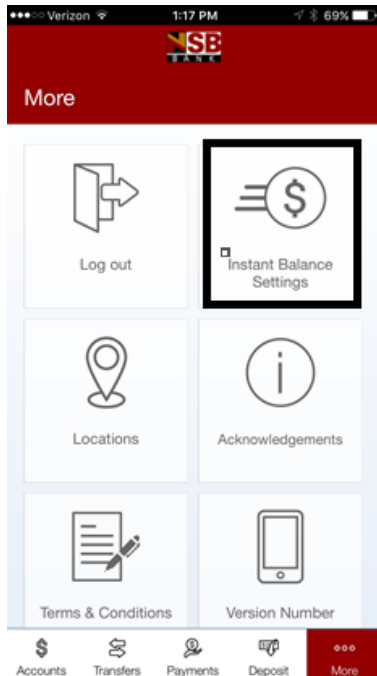 Verizon 1:17 PM 69%
NSB
BANK
More
Log out
Instant Balance
Settings
Locations
Acknowledgements
Terms & Conditions
Version Number
Accounts Transfers Payments Deposit More